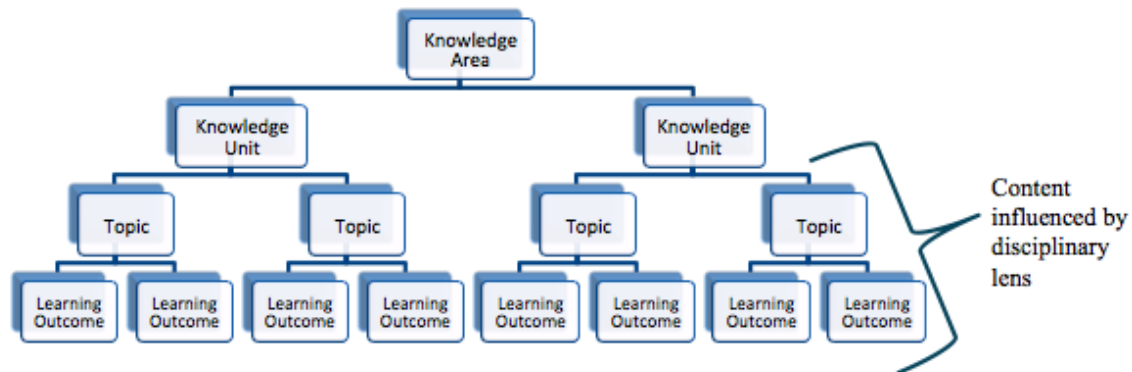 Knowledge
Area
Knowledge
Unit
Knowledge
Unit
Topic
Topic
Topic
Topic
Learning
Outcome
Learning
Outcome
Learning
Outcome
Learning
Outcome
Learning
Outcome
Learning
Outcome
Learning
Outcome
Learning
Outcome
Content
influenced by
disciplinary
lens